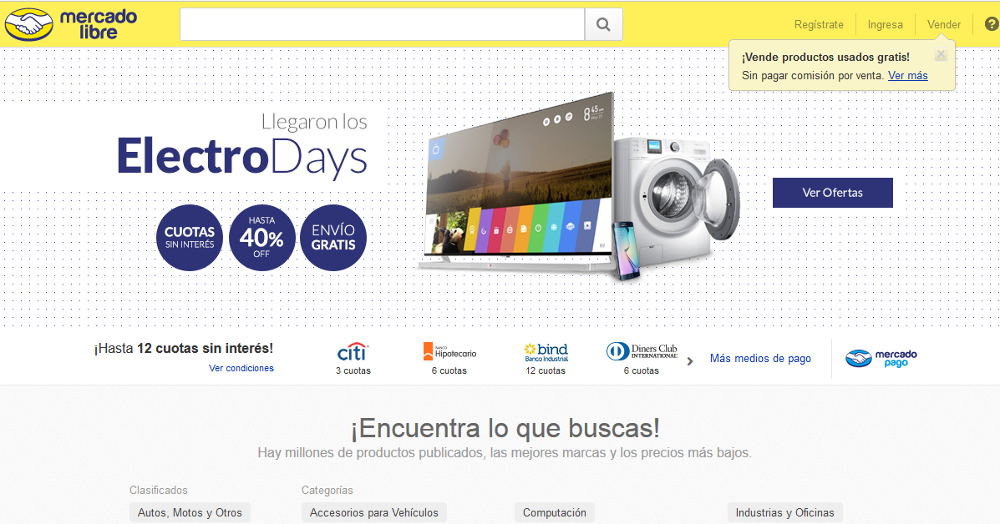 mercado
libre
Regístrate
Ingresa
Vender
?
¡Vende productos usados gratis!
Sin pagar comisión por venta. Ver más
Llegaron los
ElectroDays
CUOTAS
SIN INTERÉS
HASTA
40%
OFF
ENVÍO
GRATIS
8 45
Ver Ofertas
¡Hasta 12 cuotas sin interés!
Ver condiciones
citi
3 cuotas
BANCO
Hipotecario
6 cuotas
bind
Banco Industrial
12 cuotas
Diners Club
INTERNATIONAL
6 cuotas
Más medios de pago
mercado
pago
¡Encuentra lo que buscas!
Hay millones de productos publicados, las mejores marcas y los precios más bajos.
Clasificados
Categorías
Autos, Motos y Otros
Accesorios para Vehículos
Computación
Industrias y Oficinas